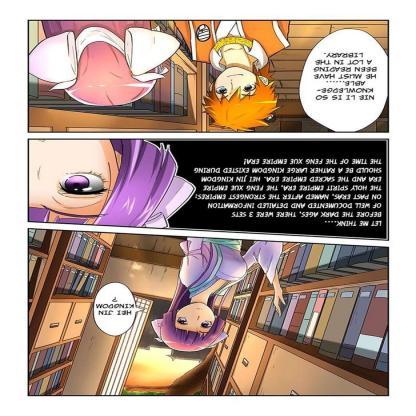 HEI JIN
KINGDOM
?
LET ME THINK......
BEFORE THE DARK AGES, THERE WERE 3 SETS
OF WELL OF DOCUMENTED AND DETAILED INFORMATION
ON PAST ERAS, NAMED AFTER THE STRONGEST EMPIRES;
THE HOLY SPIRIT EMPIRE ERA, THE FENG XUE EMPIRE
ERA AND THE SACRED EMPIRE ERA. HEI JIN KINGDOM
SHOULD BE A RATHER LARGE KINGDOM EXISTED DURING
THE TIME OF THE FENG XUE EMPIRE ERA!
NIE LI IS SO
KNOWLEDGE-
ABLE...
HE MUST HAVE
BEEN READING
A LOT IN THE
LIBRARY.